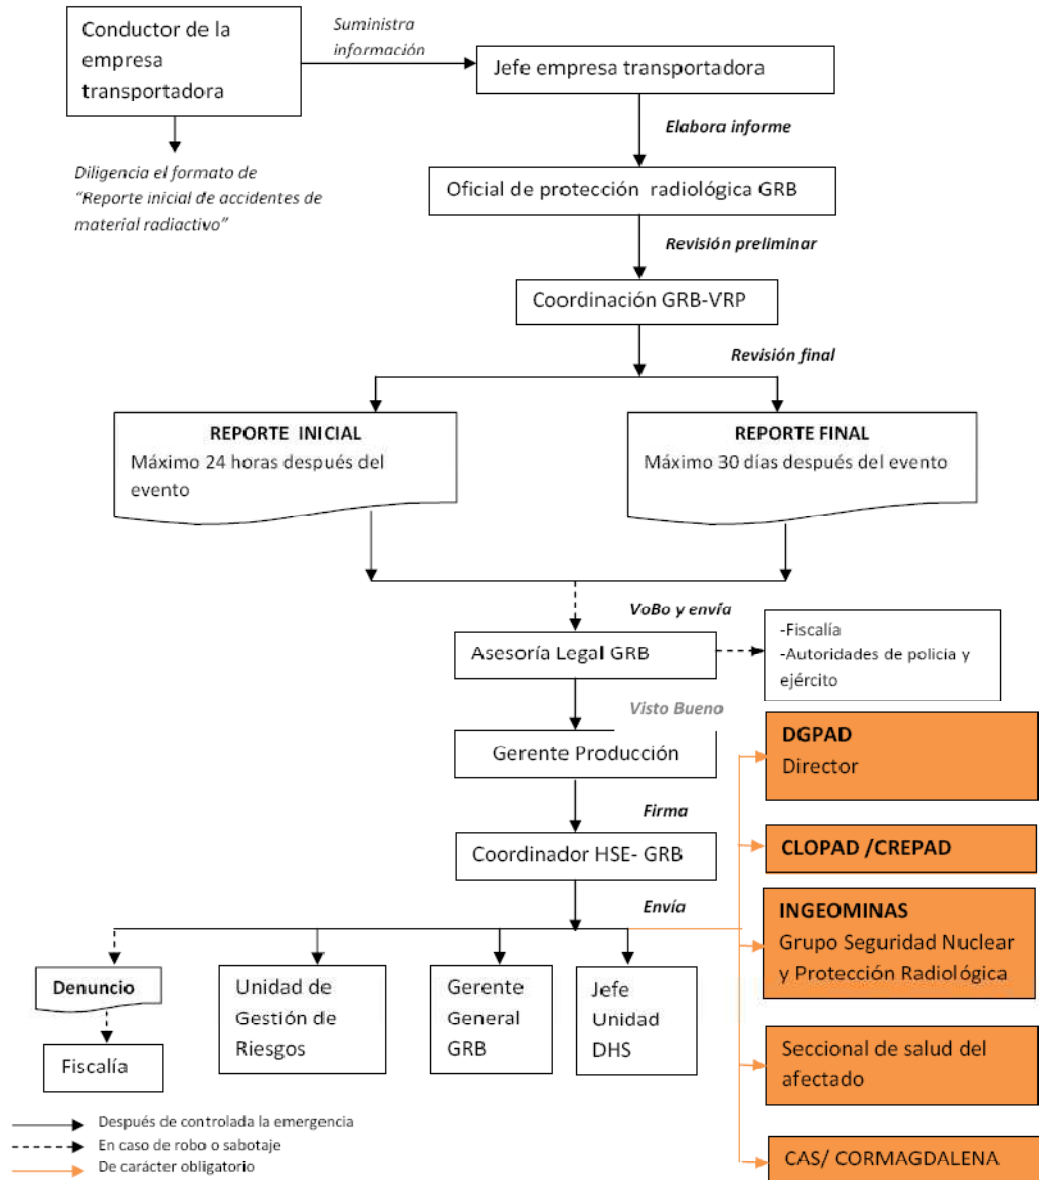 Conductor de la
empresa
transportadora
Suministra
información
Jefe empresa transportadora
Elabora informe
Diligencia el formato de
“Reporte inicial de accidentes de
material radiactivo”
Oficial de protección radiológica GRB
Revisión preliminar
Coordinación GRB-VRP
Revisión final
REPORTE INICIAL
Máximo 24 horas después del
evento
REPORTE FINAL
Máximo 30 días después del evento
VoBo y envía
Asesoría Legal GRB
-Fiscalía
-Autoridades de policia y
ejército
Visto Bueno
Gerente Producción
DGPAD
Director
Firma
Coordinador HSE- GRB
CLOPAD /CREPAD
Envía
INGEOMINAS
Grupo Seguridad Nuclear
y Protección Radiológica
Denuncio
Fiscalía
Unidad de
Gestión de
Riesgos
Gerente
General
GRB
Jefe
Unidad
DHS
Seccional de salud del
afectado
CAS/ CORMAGDALENA
Después de controlada la emergencia
En caso de robo o sabotaje
De carácter obligatorio